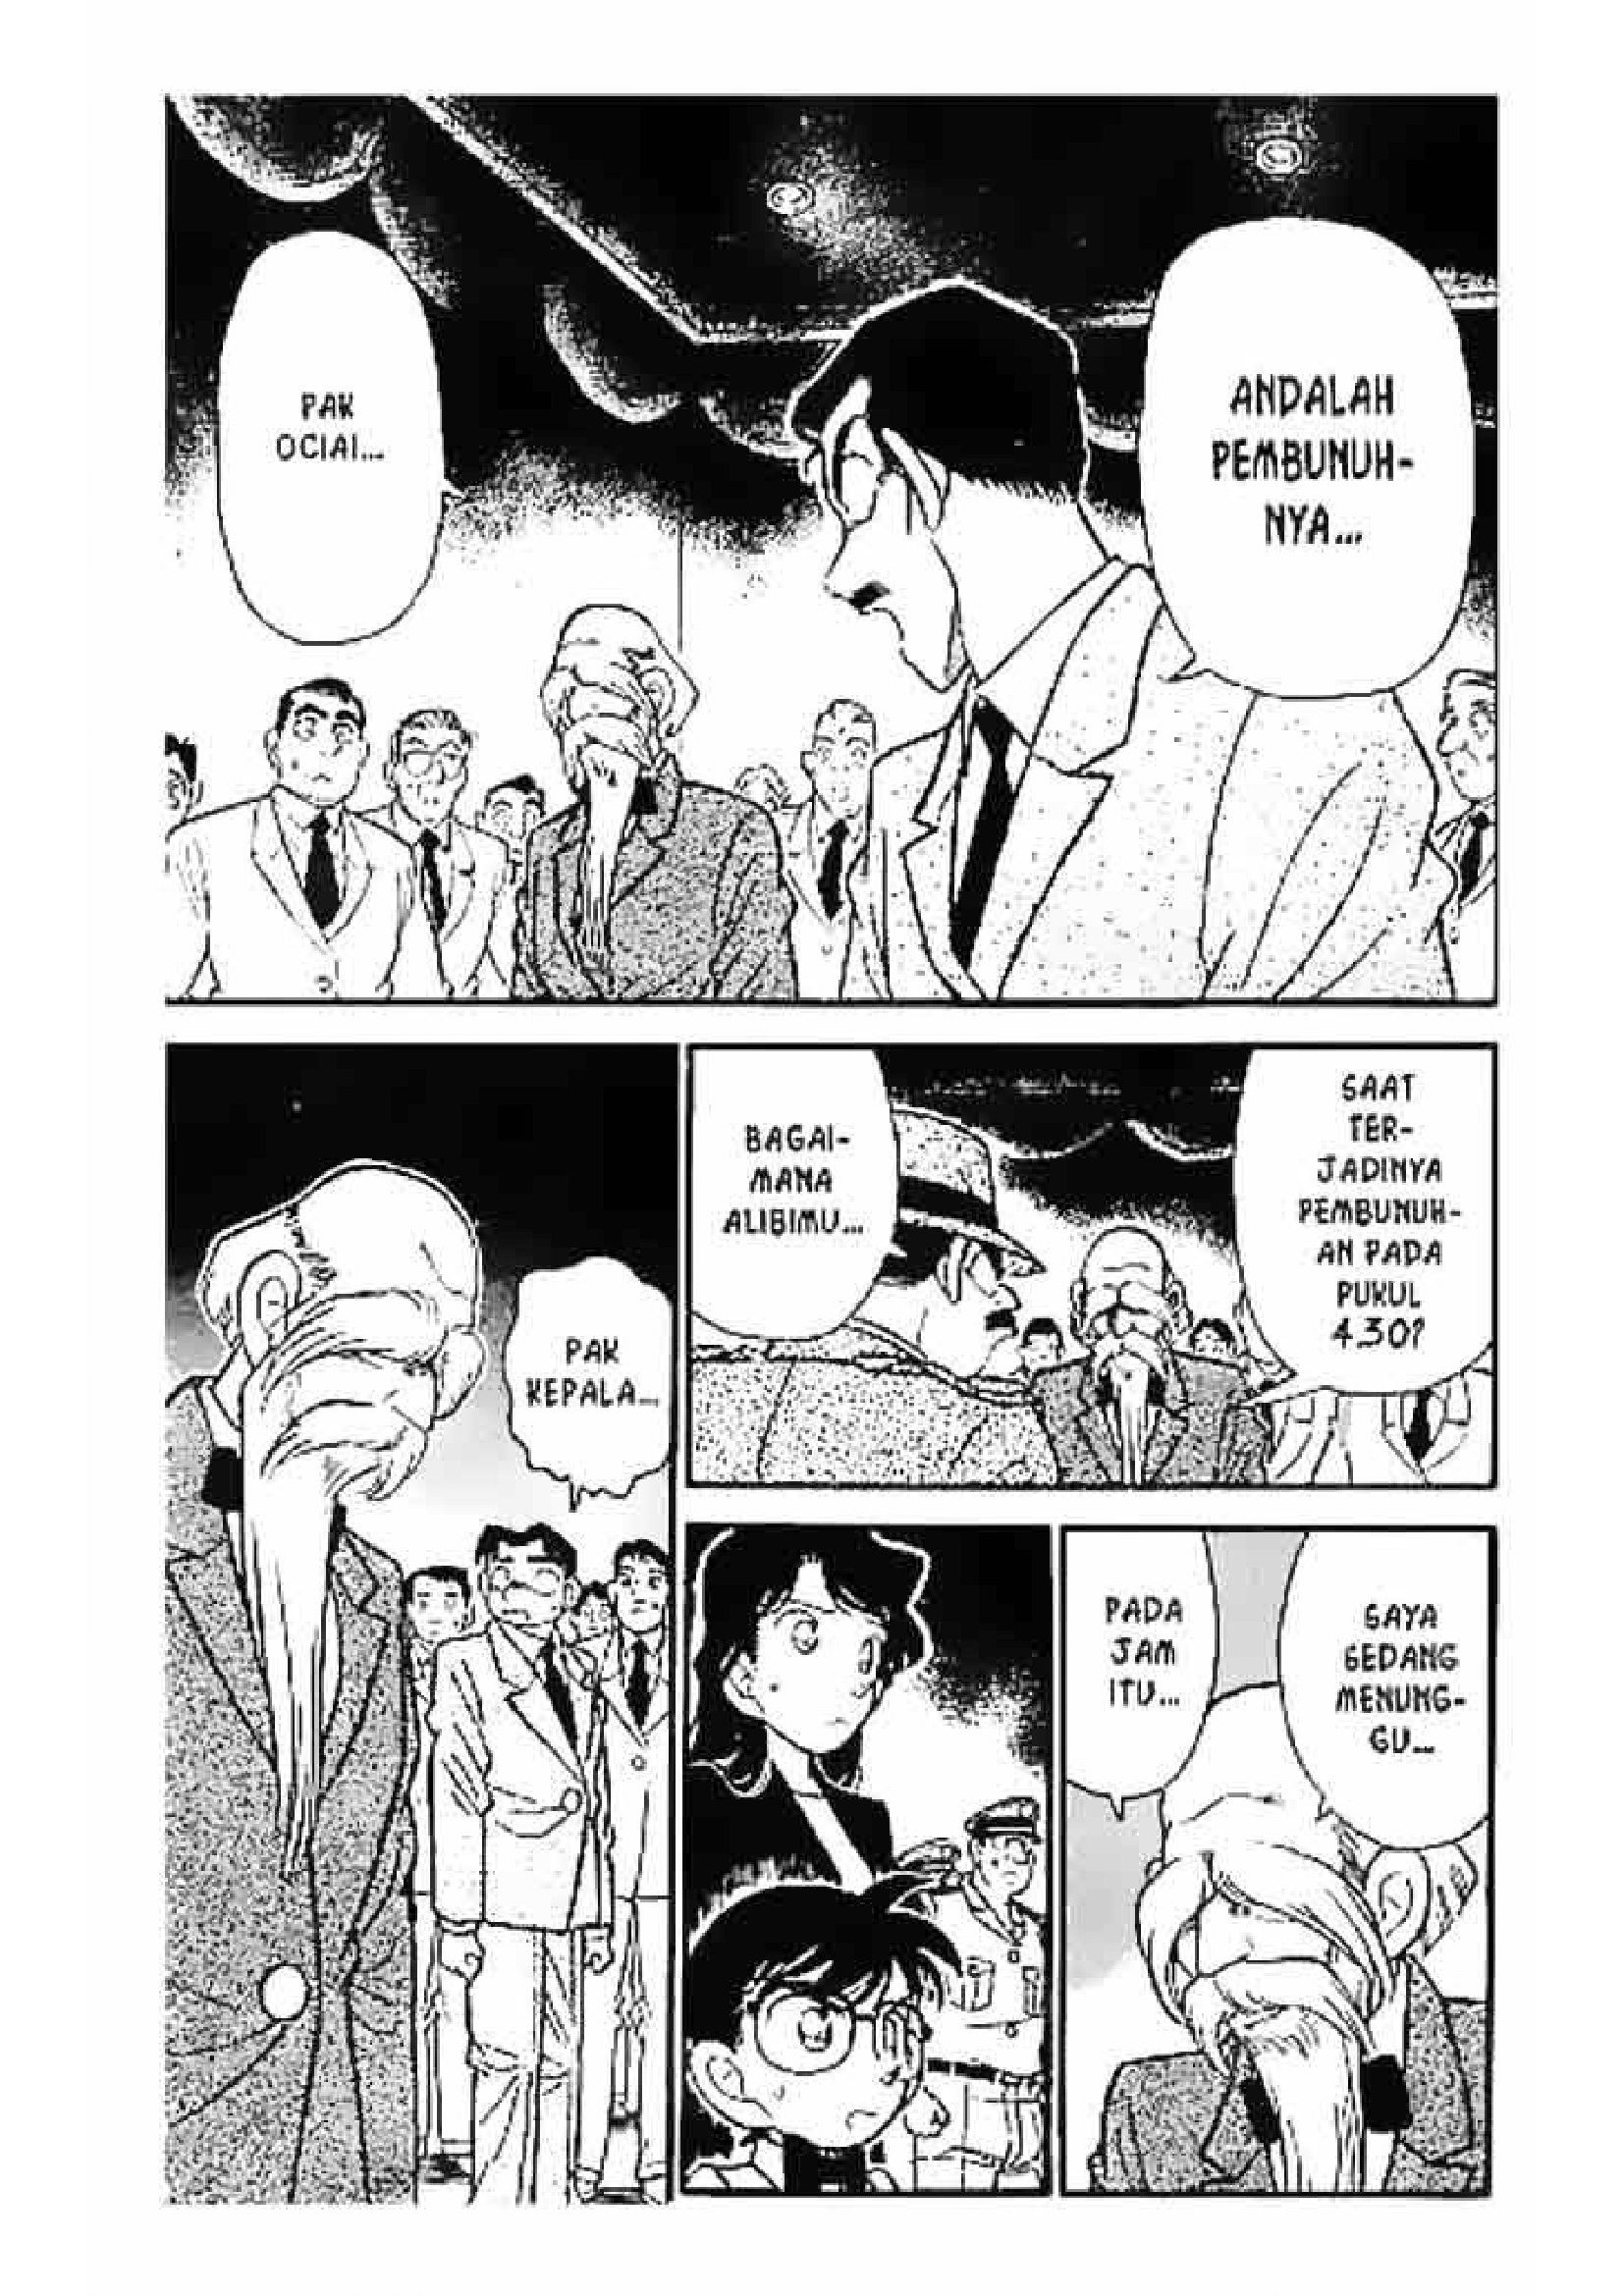 ANDALAH
PEMBUNUH-
NYA...
PAK
OCIAI...
SAAT
TER-
JADINYA
PEMBUNUH-
AN PADA
PUKUL
4.30?
BAGAI-
MANA
ALIBIMU...
SAYA
SEDANG
MENUNG-
GU...
PADA
JAM
ITU...
PAK
KEPALA...